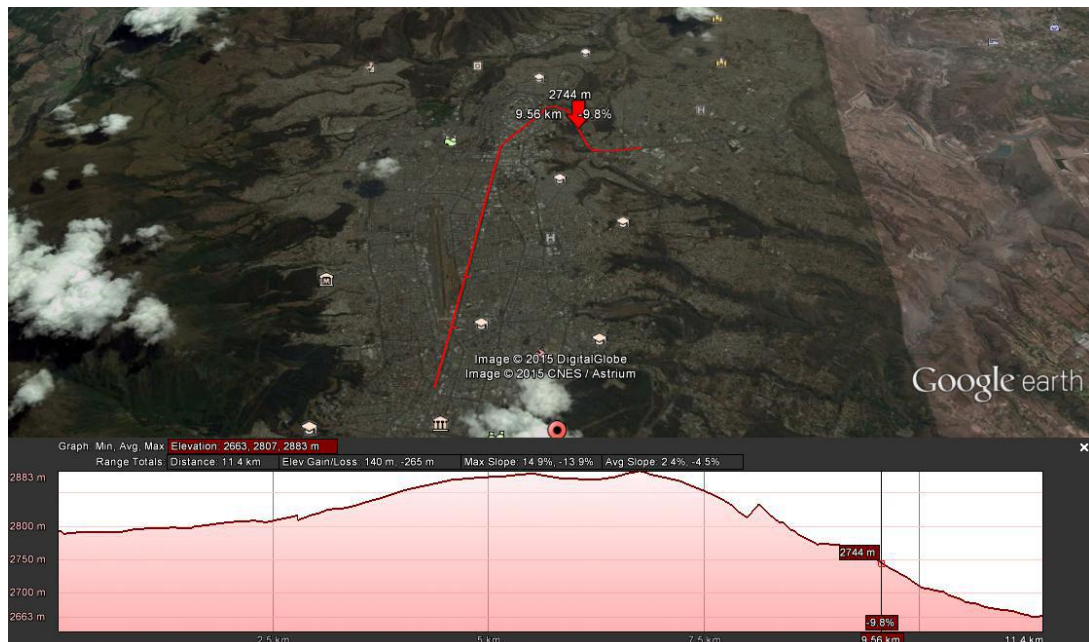 2744 m
9.56 km -9.8%
Image © 2015 DigitalGlobe
Image © 2015 CNES / Astrium
Google earth
Graph: Min, Avg, Max Elevation: 2663, 2807, 2883 m
Range Totals: Distance: 11.4 km Elev Gain/Loss: 140 m, -265 m Max Slope: 14.9%, -13.9% Avg Slope: 2.4%, -4.5%
2883 m
2800 m
2750 m
2744 m
2700 m
2663 m
-9.8%
2.5 km 5 km 7.5 km 9.56 km 11.4 km